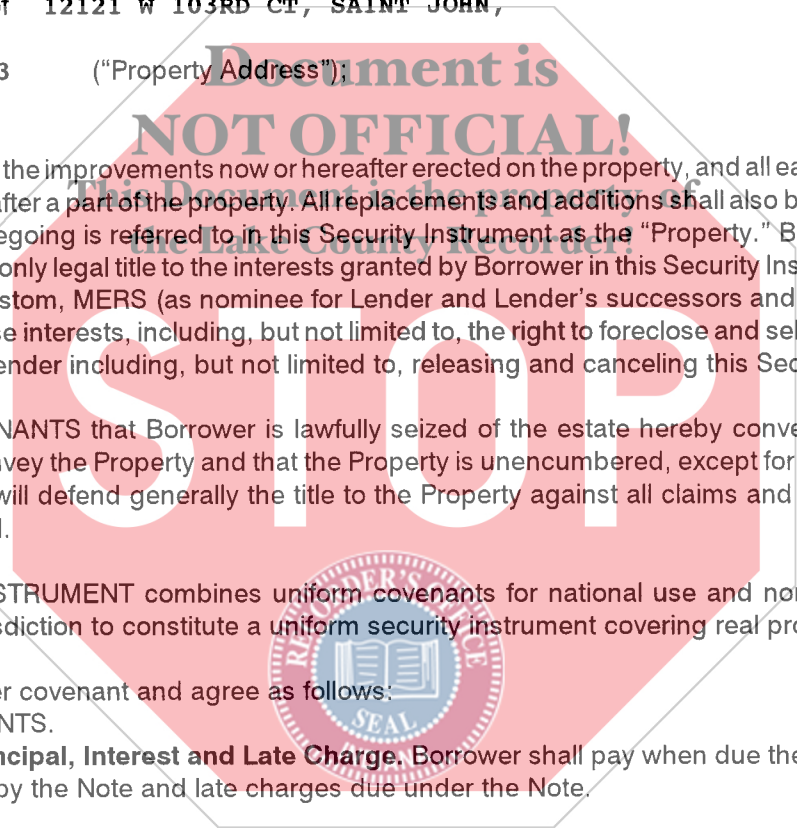 12121 W 103RD CT, SAINT JOHN,
3 ("Property Address");
Document is
NOT OFFICIAL!
the improvements now or hereafter erected on the property, and all ea
This Document is the property of
after a part of the property. All replacements and additions shall also b
egoing is referred to in this Security Instrument as the “Property.” B
the Lake County Recorder!
only legal title to the interests granted by Borrower in this Security Ins
stom, MERS (as nominee for Lender and Lender’s successors and
se interests, including, but not limited to, the right to foreclose and sel
ender including, but not limited to, releasing and canceling this Sec
STOP
NANTS that Borrower is lawfully seized of the estate hereby conve
nvey the Property and that the Property is unencumbered, except for
will defend generally the title to the Property against all claims and
l.
STRUMENT combines uniform covenants for national use and nor
sdiction to constitute a uniform security instrument covering real pro
RECORDER'S OFFICE
er covenant and agree as follows:
SEAL
NTS.
ncipal, Interest and Late Charge. Borrower shall pay when due the
by the Note and late charges due under the Note.